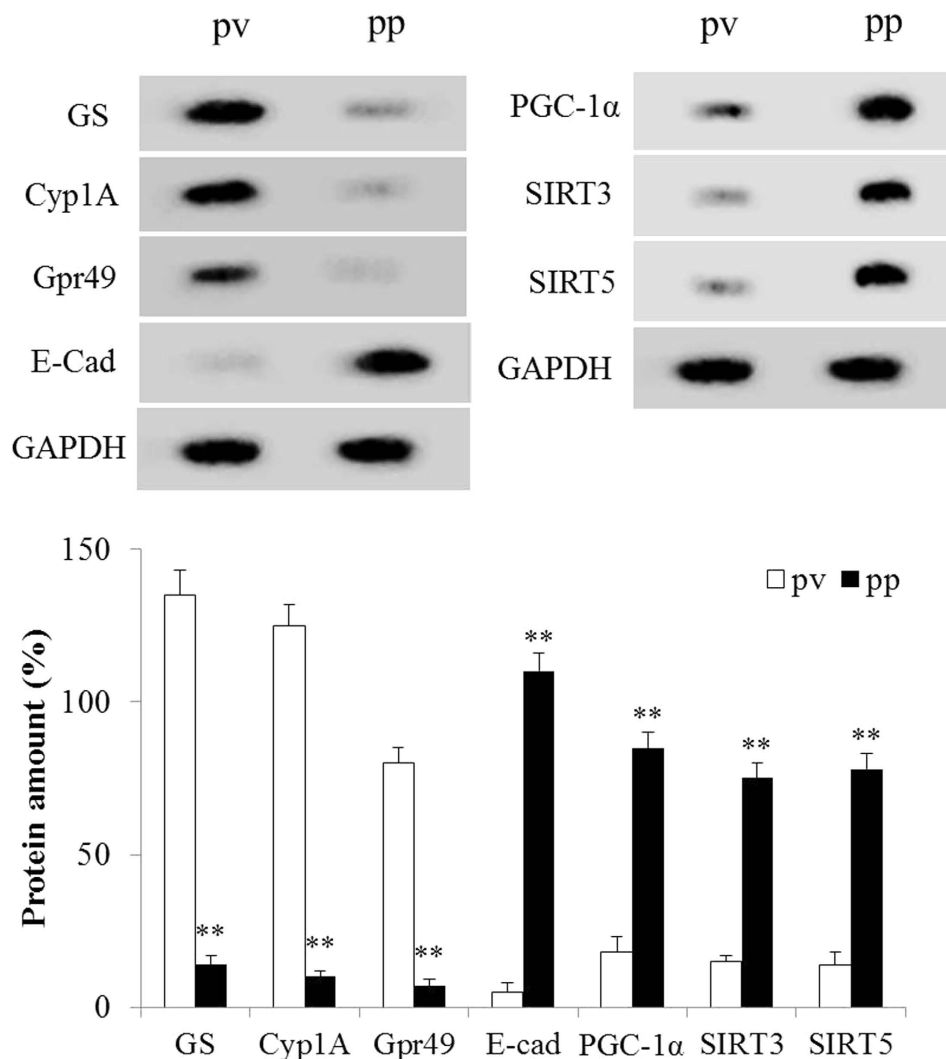 pv pp
GS
Cyp1A
Gpr49
E-Cad
GAPDH
pv pp
PGC-1α
SIRT3
SIRT5
GAPDH
Protein amount (%)
150
100
50
0
pv pp
**
**
**
**
**
**
**
GS Cyp1A Gpr49 E-cad PGC-1α SIRT3 SIRT5